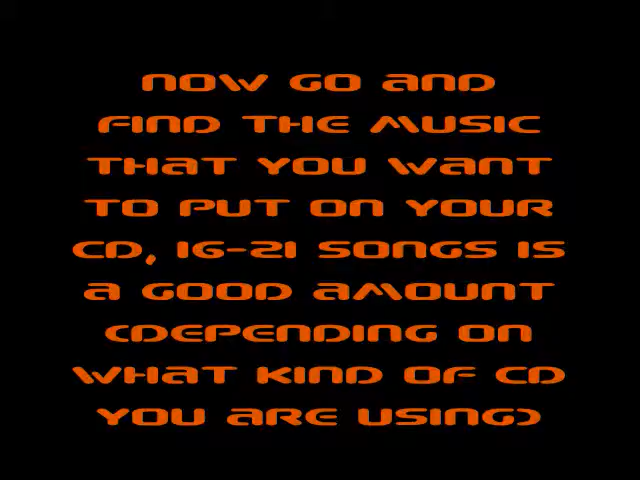 NOW GO AND
FIND THE MUSIC
THAT YOU WANT
TO PUT ON YOUR
CD, 16-21 SONGS IS
A GOOD AMOUNT
(DEPENDING ON
WHAT KIND OF CD
YOU ARE USING)